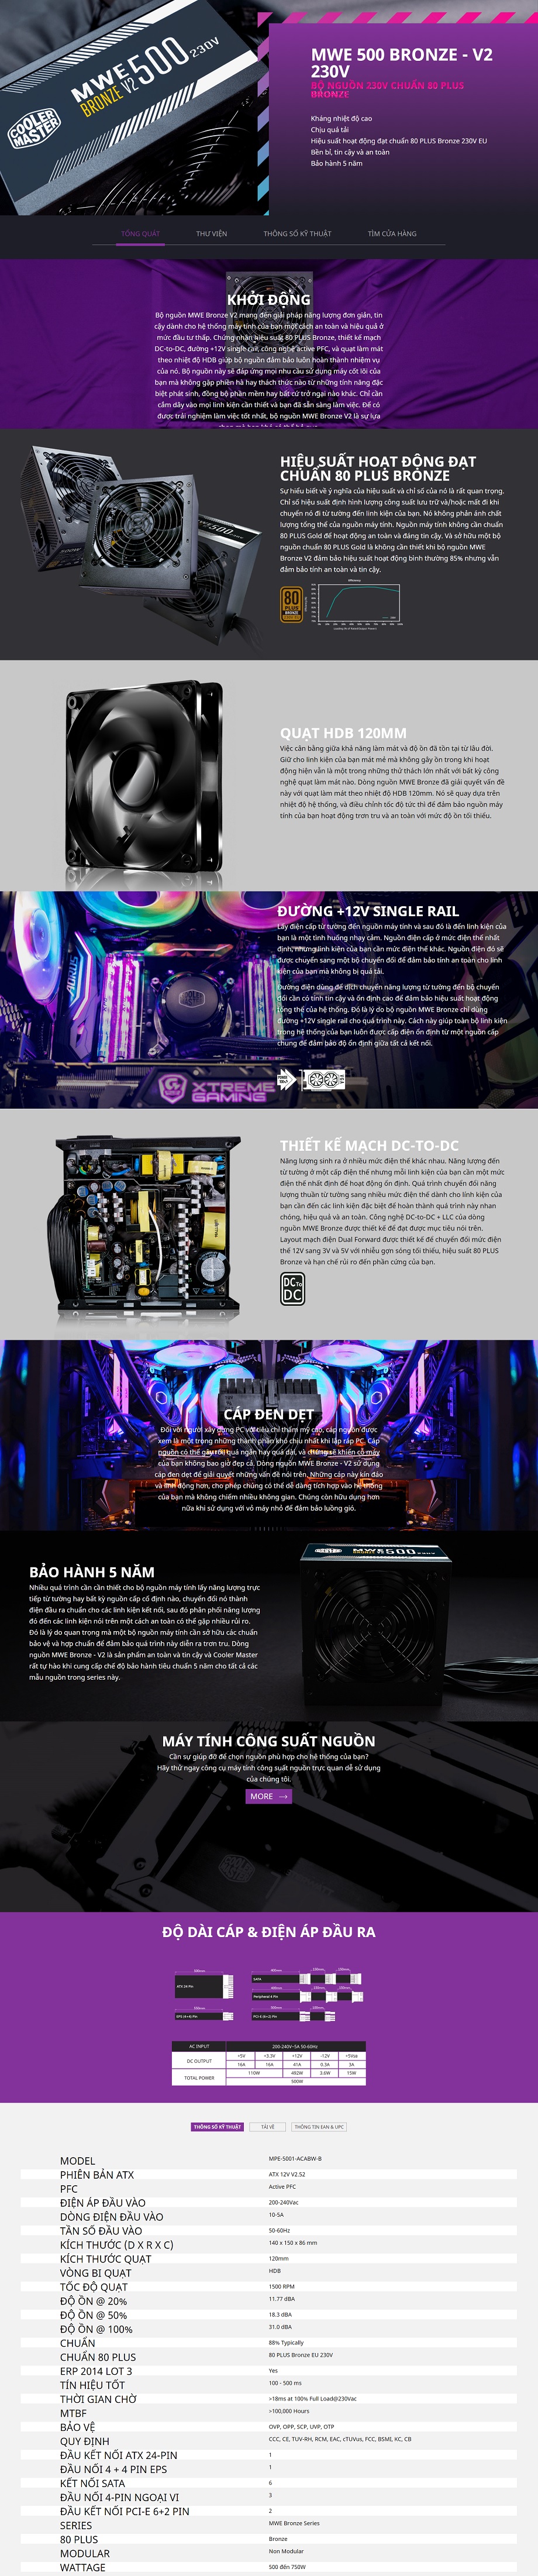 COOLER MASTER
MWE 500 230V
BRONZE V2
MWE 500 BRONZE - V2
230V
BỘ NGUỒN 230V CHUẨN 80 PLUS
BRONZE
Kháng nhiệt độ cao
Chịu quá tải
Hiệu suất hoạt động đạt chuẩn 80 PLUS Bronze 230V EU
Bền bỉ, tin cậy và an toàn
Bảo hành 5 năm
TỔNG QUÁT THƯ VIỆN THÔNG SỐ KỸ THUẬT TÌM CỬA HÀNG
KHỞI ĐỘNG
Bộ nguồn MWE Bronze V2 mang đến giải pháp năng lượng đơn giản, tin
cậy dành cho hệ thống máy tính của bạn một cách an toàn và hiệu quả ở
mức đầu tư thấp. Chứng nhận hiệu suất 80 PLUS Bronze, thiết kế mạch
DC-to-DC, đường +12V single rail, công nghệ active PFC, và quạt làm mát
theo nhiệt độ HDB giúp bộ nguồn đảm bảo luôn hoàn thành nhiệm vụ
của nó. Bộ nguồn này sẽ đáp ứng mọi nhu cầu sử dụng máy cốt lõi của
bạn mà không gặp phiền hà hay thách thức nào từ những tính năng đặc
biệt phát sinh, đồng bộ phần mềm hay bất cứ trở ngại nào khác. Chỉ cần
cắm dây vào mọi linh kiện cần thiết và bạn đã sẵn sàng làm việc. Để có
được trải nghiệm làm việc tốt nhất, bộ nguồn MWE Bronze V2 là sự lựa
HIỆU SUẤT HOẠT ĐỘNG ĐẠT
CHUẨN 80 PLUS BRONZE
Sự hiểu biết về ý nghĩa của hiệu suất và chỉ số của nó là rất quan trọng.
Chỉ số hiệu suất định hình lượng công suất lưu trữ và/hoặc mất đi khi
chuyển nó đi từ tường đến linh kiện của bạn. Nó không phản ánh chất
lượng tổng thể của nguồn máy tính. Nguồn máy tính không cần chuẩn
80 PLUS Gold để hoạt động an toàn và đáng tin cậy. Và sở hữu một bộ
nguồn chuẩn 80 PLUS Gold là không cần thiết khi bộ nguồn MWE
Bronze V2 đảm bảo hiệu suất hoạt động bình thường 85% nhưng vẫn
đảm bảo tính an toàn và tin cậy.
80 PLUS
BRONZE
Efficiency
QUẠT HDB 120MM
Việc cân bằng giữa khả năng làm mát và độ ồn đã tồn tại từ lâu đời.
Giữ cho linh kiện của bạn mát mẻ mà không gây ồn trong khi hoạt
động hiện vẫn là một trong những thử thách lớn nhất với bất kỳ công
nghệ quạt làm mát nào. Dòng nguồn MWE Bronze đã giải quyết vấn đề
này với quạt làm mát theo nhiệt độ HDB 120mm. Nó sẽ quay dựa trên
nhiệt độ hệ thống, và điều chỉnh tốc độ tức thì để đảm bảo nguồn máy
tính của bạn hoạt động trơn tru và an toàn với mức độ ồn tối thiểu.
ĐƯỜNG +12V SINGLE RAIL
Lấy điện cấp từ tường đến nguồn máy tính và sau đó là đến linh kiện của
bạn là một tình huống nhạy cảm. Nguồn điện cấp ở mức điện thế nhất
định, nhưng linh kiện của bạn cần mức điện thế khác. Nguồn điện đó sẽ
được chuyển sang một bộ chuyển đổi để đảm bảo tính an toàn cho linh
kiện của bạn mà không bị quá tải.
Đường điện dùng để dịch chuyển năng lượng từ tường đến bộ chuyển
đổi cần có tính tin cậy và ổn định cao để đảm bảo hiệu suất hoạt động
tổng thể của hệ thống. Đó là lý do bộ nguồn MWE Bronze chỉ dùng
đường +12V single rail cho quá trình này. Cách này giúp toàn bộ linh kiện
trong hệ thống của bạn luôn được cấp điện ổn định từ một nguồn cấp
chung để đảm bảo độ ổn định giữa tất cả kết nối.
AORUS
XTREME
GAMING
THIẾT KẾ MẠCH DC-TO-DC
Năng lượng sinh ra ở nhiều mức điện thế khác nhau. Năng lượng đến
từ tường ở một cấp điện thế nhưng mỗi linh kiện của bạn cần một mức
điện thế nhất định để hoạt động ổn định. Quá trình chuyển đổi năng
lượng thuần từ tường sang nhiều mức điện thế dành cho linh kiện của
bạn cần đến các linh kiện đặc biệt để hoàn thành quá trình này nhan
chóng, hiệu quả và an toàn. Công nghệ DC-to-DC + LLC của dòng
nguồn MWE Bronze được thiết kế để đạt được mục tiêu nói trên.
Layout mạch điện Dual Forward được thiết kế để chuyển đổi mức điện
thế 12V sang 3V và 5V với nhiễu gợn sóng tối thiểu, hiệu suất 80 PLUS
Bronze và hạn chế rủi ro đến phần cứng của bạn.
DC To DC
CÁP ĐEN DẸT
Đối với người xây dựng PC với tiêu chí thẩm mỹ cao, cáp nguồn được
xem là một trong những thành phần khó chịu nhất khi lắp ráp PC. Cáp
nguồn có thể gây rối, quá ngắn hay quá dài, và chúng sẽ khiến cỗ máy
của bạn không bao giờ đẹp cả. Dòng nguồn MWE Bronze - V2 sử dụng
cáp đen dẹt để giải quyết những vấn đề nói trên. Những cáp này kín đáo
và linh động hơn, cho phép chúng có thể dễ dàng tích hợp vào hệ thống
của bạn mà không chiếm nhiều không gian. Chúng còn hữu dụng hơn
nữa khi sử dụng với vỏ máy nhỏ để đảm bảo luồng gió.
BẢO HÀNH 5 NĂM
Nhiều quá trình cần cẩn thiết cho bộ nguồn máy tính lấy năng lượng trực
tiếp từ tường hay bất kỳ nguồn cấp cố định nào, chuyển đổi nó thành
điện đầu ra chuẩn cho các linh kiện kết nối, sau đó phân phối năng lượng
đó đến các linh kiện nói trên một cách an toàn có thể gặp nhiều rủi ro.
Đó là lý do quan trọng mà một bộ nguồn máy tính cần sở hữu các chuẩn
bảo vệ và hợp chuẩn để đảm bảo quá trình này diễn ra trơn tru. Dòng
nguồn MWE Bronze - V2 là sản phẩm an toàn và tin cậy và Cooler Master
rất tự hào khi cung cấp chế độ bảo hành tiêu chuẩn 5 năm cho tất cả các
mẫu nguồn trong series này.
MÁY TÍNH CÔNG SUẤT NGUỒN
Cần sự giúp đỡ để chọn nguồn phù hợp cho hệ thống của bạn?
Hãy thử ngay công cụ máy tính công suất nguồn trực quan dễ sử dụng
của chúng tôi.
MORE →
ĐỘ DÀI CÁP & ĐIỆN ÁP ĐẦU RA
ATX 24 Pin
SATA
Peripheral 4 Pin
EPS (4+4) Pin
PCI-E (6+2) Pin
AC INPUT 200-240V~5A 50-60Hz
DC OUTPUT +5V +3.3V +12V -12V +5Vsb
16A 16A 41A 0.3A 3A
TOTAL POWER 110W 492W 3.6W 15W
500W
THÔNG SỐ KỸ THUẬT TẢI VỀ THÔNG TIN EAN & UPC
MODEL MPE-5001-ACABW-B
PHIÊN BẢN ATX ATX 12V V2.52
PFC Active PFC
ĐIỆN ÁP ĐẦU VÀO 200-240Vac
DÒNG ĐIỆN ĐẦU VÀO 10-5A
TẦN SỐ ĐẦU VÀO 50-60Hz
KÍCH THƯỚC (D X R X C) 140 x 150 x 86 mm
KÍCH THƯỚC QUẠT 120mm
VÒNG BI QUẠT HDB
TỐC ĐỘ QUẠT 1500 RPM
ĐỘ ỒN @ 20% 11.77 dBA
ĐỘ ỒN @ 50% 18.3 dBA
ĐỘ ỒN @ 100% 31.0 dBA
CHUẨN 88% Typically
CHUẨN 80 PLUS 80 PLUS Bronze EU 230V
ERP 2014 LOT 3 Yes
TÍN HIỆU TỐT 100 - 500 ms
THỜI GIAN CHỜ >18ms at 100% Full Load@230Vac
MTBF >100,000 Hours
BẢO VỆ OVP, OPP, SCP, UVP, OTP
QUY ĐỊNH CCC, CE, TUV-RH, RCM, EAC, cTUVus, FCC, BSMI, KC, CB
ĐẦU KẾT NỐI ATX 24-PIN 1
ĐẦU NỐI 4 + 4 PIN EPS 1
KẾT NỐI SATA 6
ĐẦU NỐI 4-PIN NGOẠI VI 3
ĐẦU KẾT NỐI PCI-E 6+2 PIN 2
SERIES MWE Bronze Series
80 PLUS Bronze
MODULAR Non Modular
WATTAGE 500 đến 750W